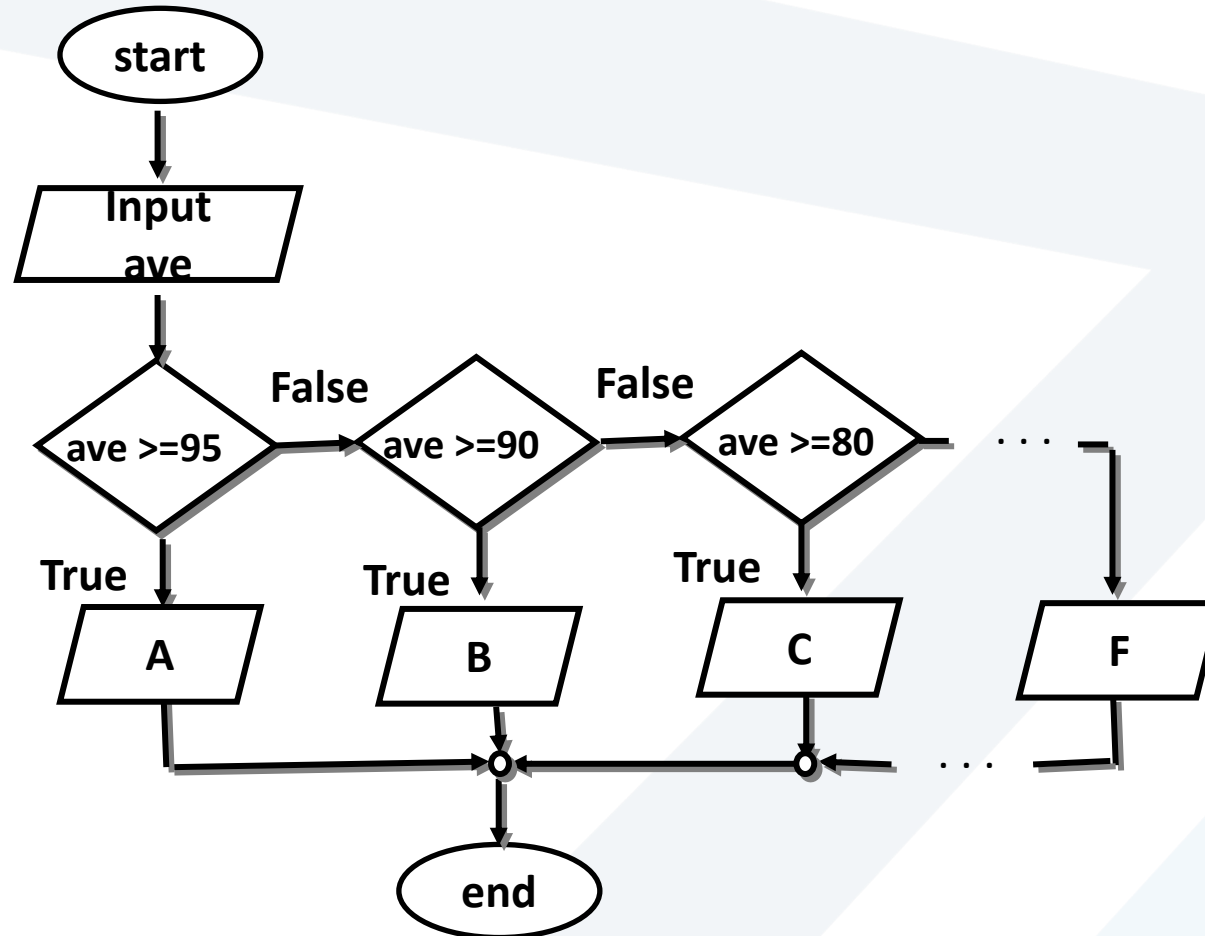 start
Input
ave
False
False
ave >=95
ave >=90
ave >=80
. . .
True
True
True
A
B
C
F
. . .
end